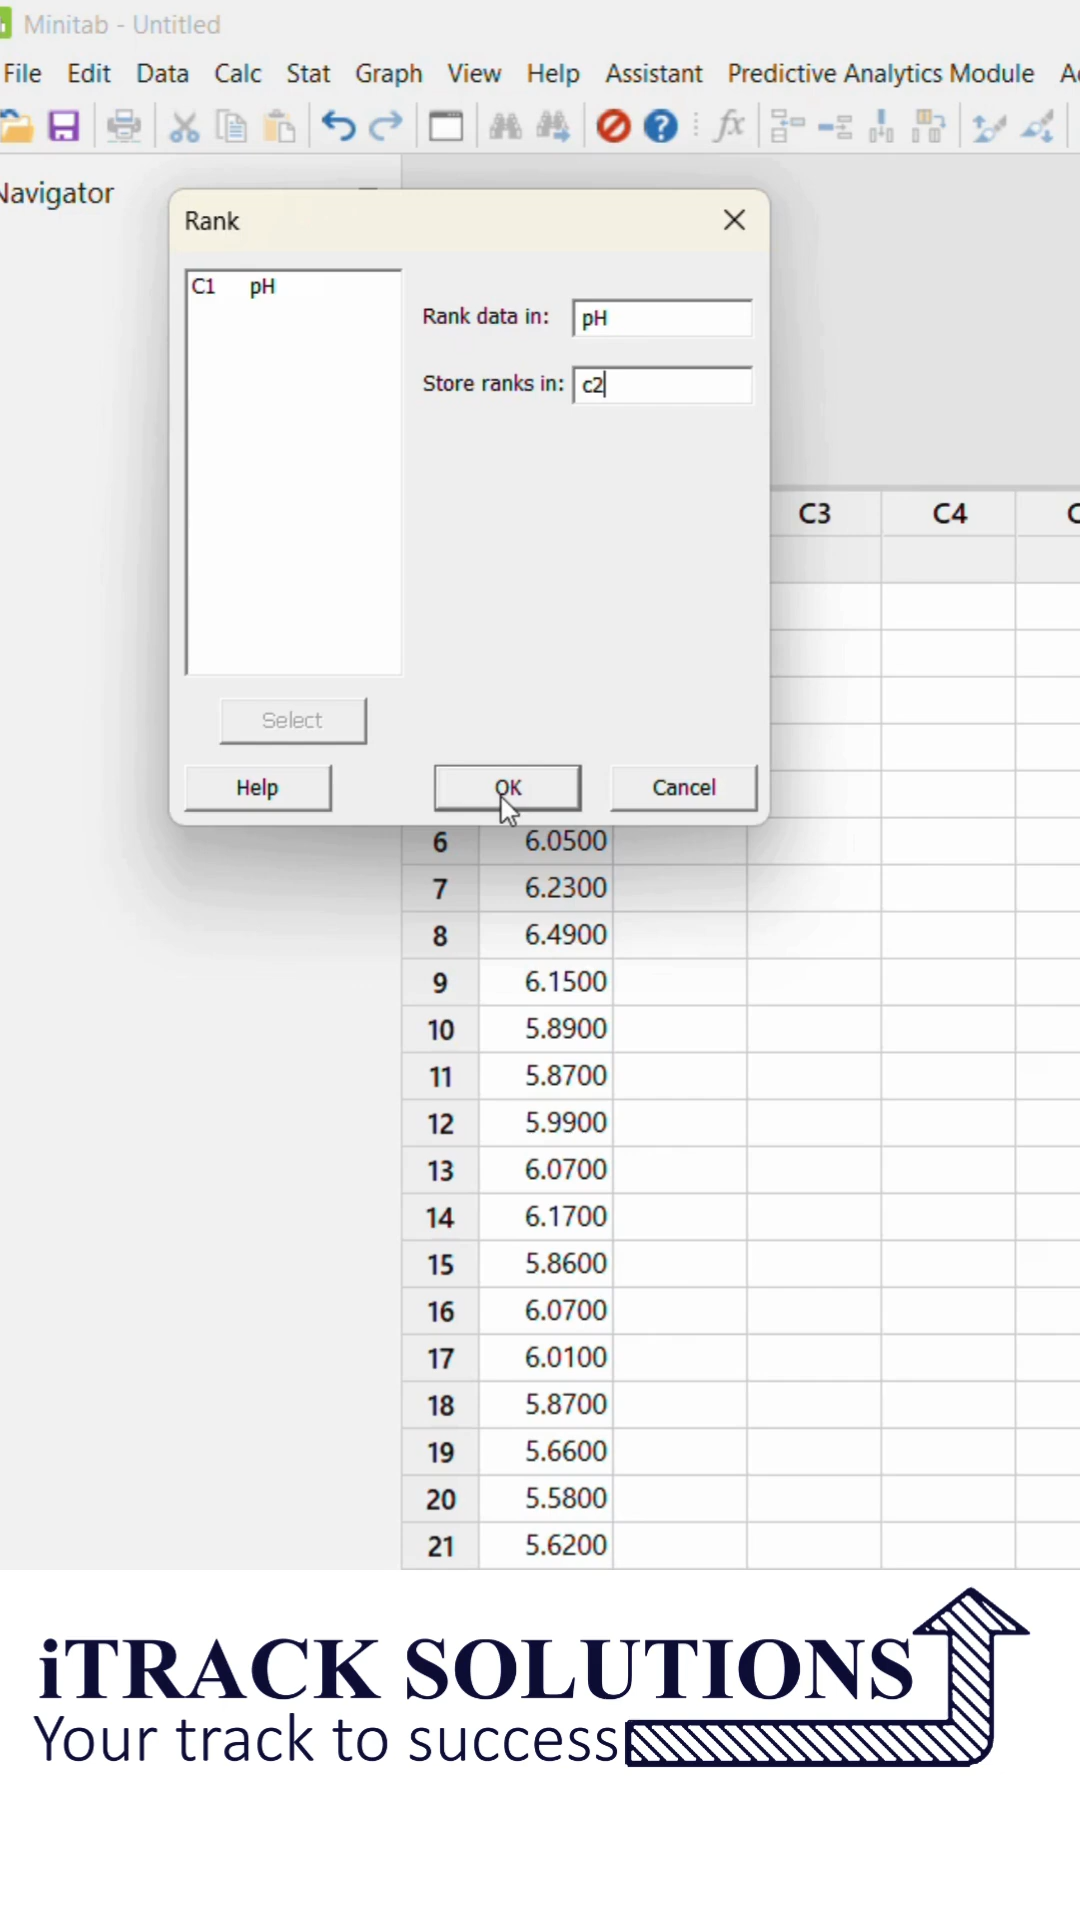 Minitab - Untitled
File Edit Data Calc Stat Graph View Help Assistant Predictive Analytics Module
Navigator
Rank
C1 pH
Rank data in: pH
Store ranks in: c2
Select
Help OK Cancel
C3 C4
6 6.0500
7 6.2300
8 6.4900
9 6.1500
10 5.8900
11 5.8700
12 5.9900
13 6.0700
14 6.1700
15 5.8600
16 6.0700
17 6.0100
18 5.8700
19 5.6600
20 5.5800
21 5.6200
iTRACK SOLUTIONS
Your track to success